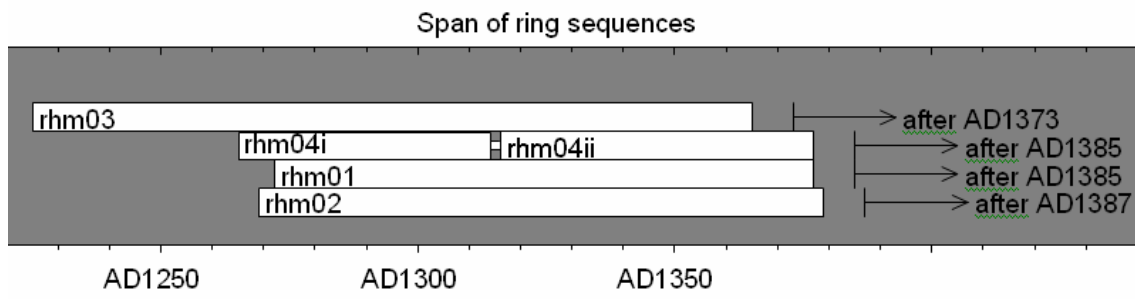 Span of ring sequences
rhm03 after AD1373
rhm04i rhm04ii after AD1385
rhm01 after AD1385
rhm02 after AD1387
AD1250 AD1300 AD1350